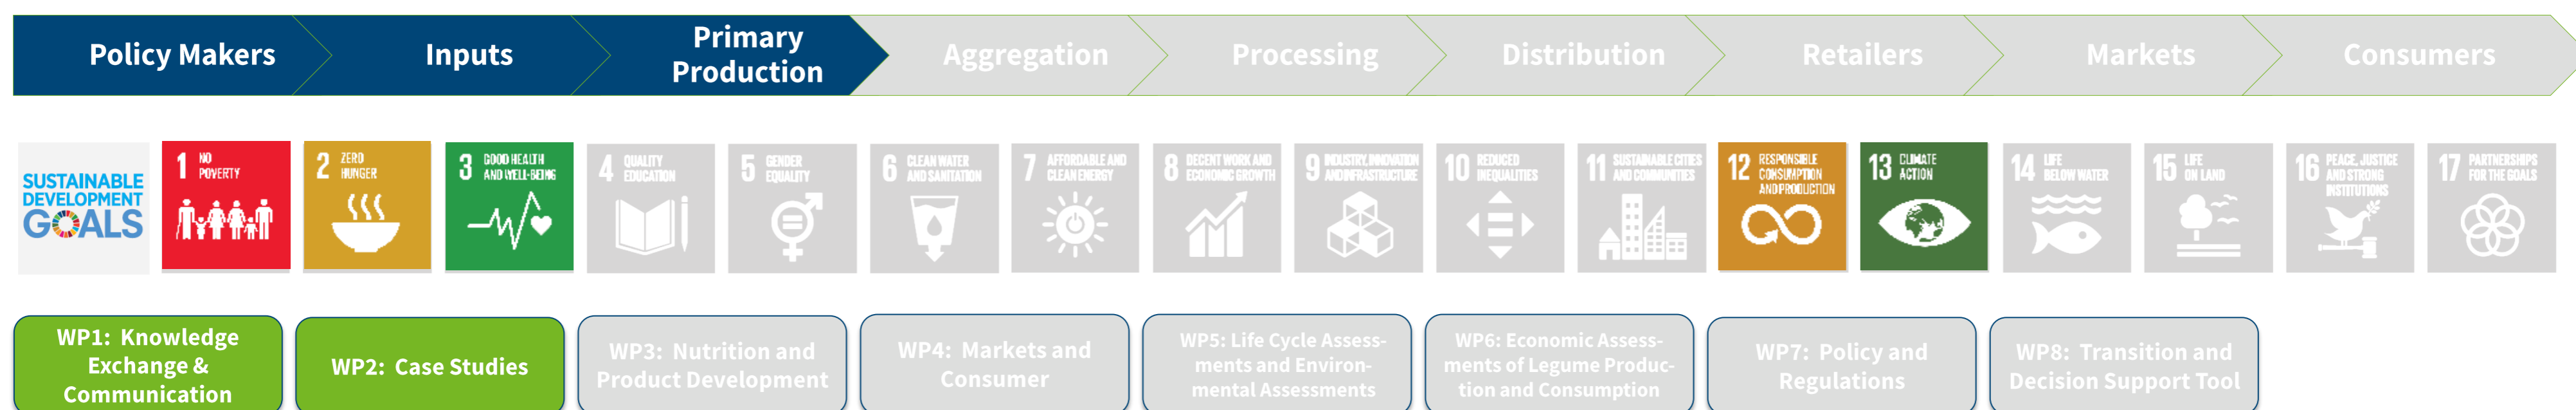 Policy Makers
Inputs
Primary
Production
Aggregation
Processing
Distribution
Retailers
Markets
Consumers
SUSTAINABLE
DEVELOPMENT
GOALS
1 NO
POVERTY
2 ZERO
HUNGER
3 GOOD HEALTH
AND WELL-BEING
4 QUALITY
EDUCATION
5 GENDER
EQUALITY
6 CLEAN WATER
AND SANITATION
7 AFFORDABLE AND
CLEAN ENERGY
8 DECENT WORK AND
ECONOMIC GROWTH
9 INDUSTRY, INNOVATION
AND INFRASTRUCTURE
10 REDUCED
INEQUALITIES
11 SUSTAINABLE CITIES
AND COMMUNITIES
12 RESPONSIBLE
CONSUMPTION
AND PRODUCTION
13 CLIMATE
ACTION
14 LIFE
BELOW WATER
15 LIFE
ON LAND
16 PEACE, JUSTICE
AND STRONG
INSTITUTIONS
17 PARTNERSHIPS
FOR THE GOALS
WP1: Knowledge
Exchange &
Communication
WP2: Case Studies
WP3: Nutrition and
Product Development
WP4: Markets and
Consumer
WP5: Life Cycle Assess-
ments and Environ-
mental Assessments
WP6: Economic Assess-
ments of Legume Produc-
tion and Consumption
WP7: Policy and
Regulations
WP8: Transition and
Decision Support Tool